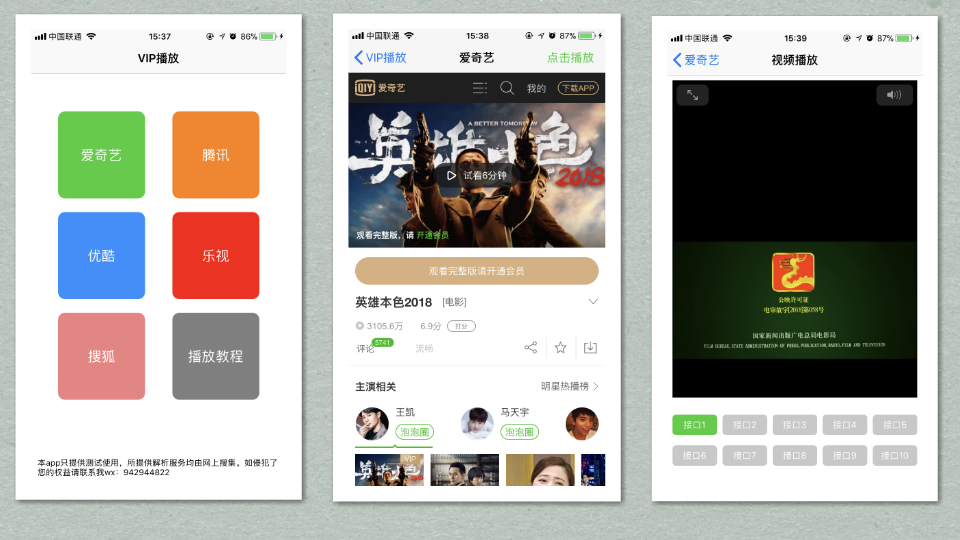 中国联通
15:37
86%
VIP播放
爱奇艺
腾讯
优酷
乐视
搜狐
播放教程
本app只提供测试使用，所提供解析服务均由网上搜集。如侵犯了
您的权益请联系我wx：942944822
中国联通
15:38
87%
VIP播放
爱奇艺
点击播放
iQIYI 爱奇艺
我的
下载APP
A BETTER TOMORROW
英雄本色
2018
试看6分钟
观看完整版，请 开通会员
观看完整版请开通会员
英雄本色2018 [电影]
3105.6万
6.9分
打分
评论
5741
流畅
主演相关
明星热播榜
王凯
泡泡圈
马天宇
泡泡圈
VIP
中国联通
15:39
87%
爱奇艺
视频播放
公映许可证
电审故字[2018]第058号
国家新闻出版广电总局电影局
FILM BUREAU,STATE ADMINISTRATION OF PRESS,PUBLICATION,RADIO,FILM AND TELEVISION
接口1 接口2 接口3 接口4 接口5
接口6 接口7 接口8 接口9 接口10